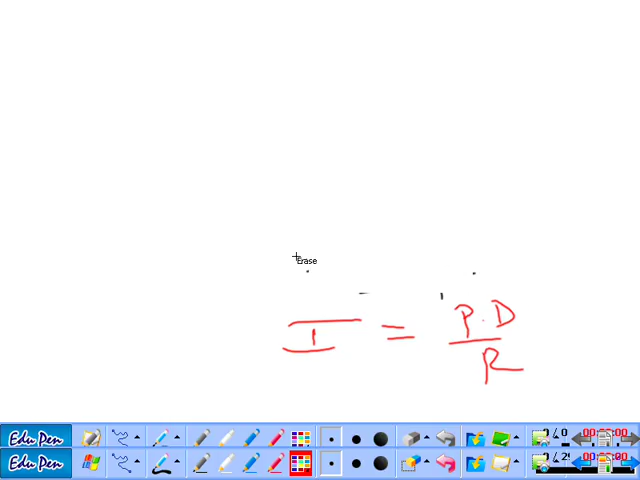 Erase
I = P.D
R
Edu Pen
Edu Pen